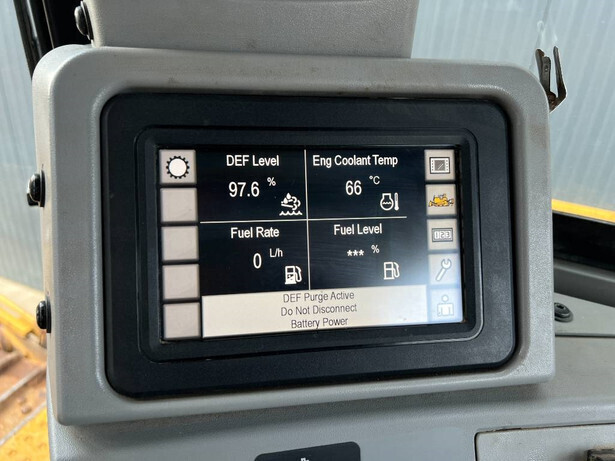 DEF Level
Eng Coolant Temp
97.6 %
66 °C
Fuel Rate
Fuel Level
0 L/h
*** %
DEF Purge Active
Do Not Disconnect
Battery Power